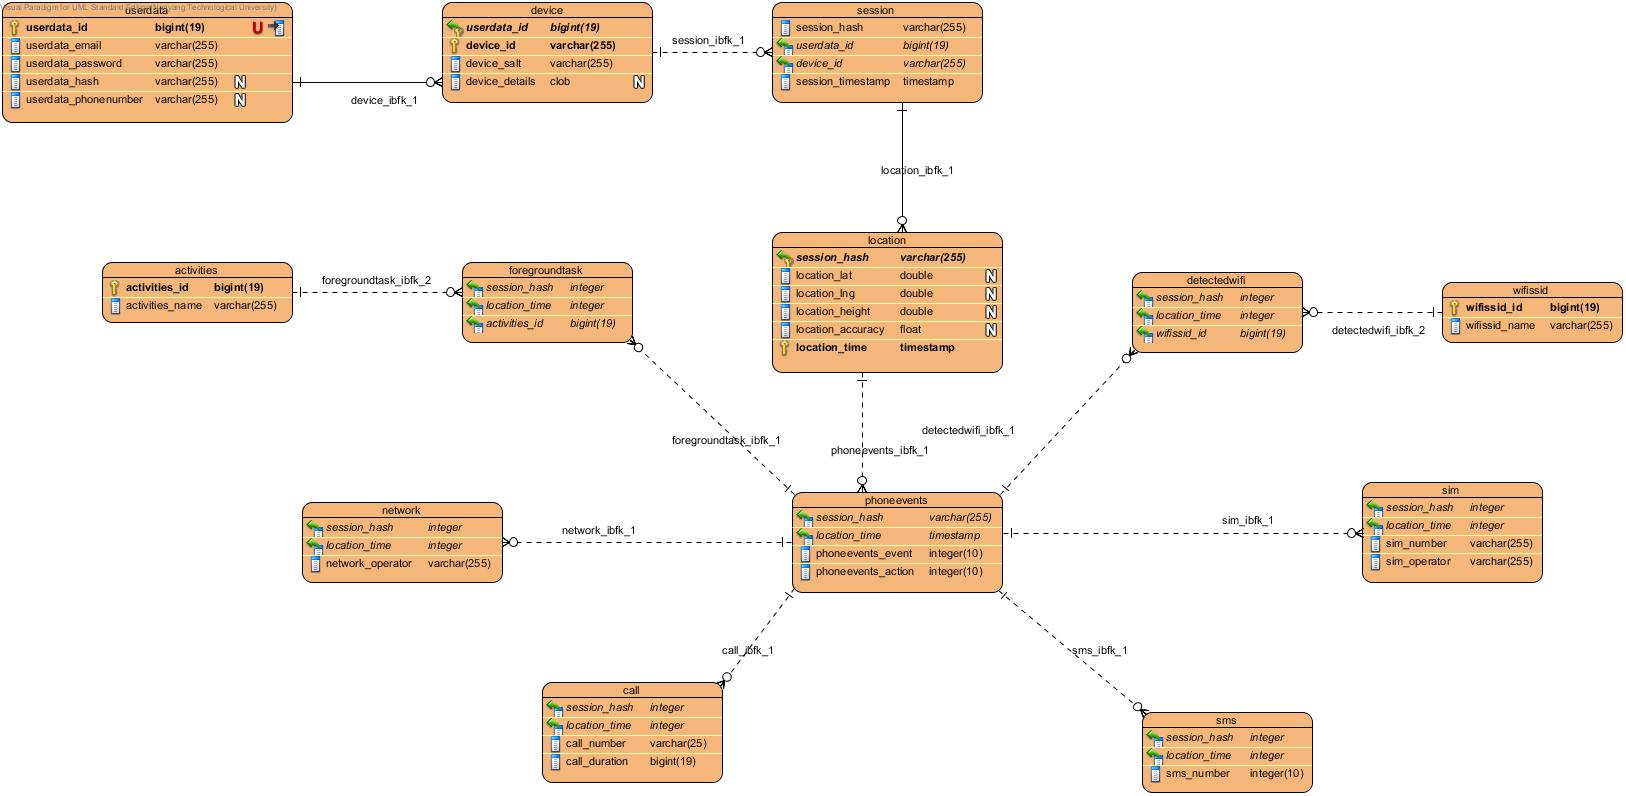 Visual Paradigm for UML Standard Edition(Nanyang Technological University)
userdata
userdata_id bigint(19) U
userdata_email varchar(255)
userdata_password varchar(255)
userdata_hash varchar(255) N
userdata_phonenumber varchar(255) N
device_ibfk_1
device
userdata_id bigint(19)
device_id varchar(255)
device_salt varchar(255)
device_details clob N
session_ibfk_1
session
session_hash varchar(255)
userdata_id bigint(19)
device_id varchar(255)
session_timestamp timestamp
location_ibfk_1
activities
activities_id bigint(19)
activities_name varchar(255)
foregroundtask_ibfk_2
foregroundtask
session_hash integer
location_time integer
activities_id bigint(19)
location
session_hash varchar(255)
location_lat double N
location_lng double N
location_height double N
location_accuracy float N
location_time timestamp
detectedwifi
session_hash integer
location_time integer
wifissid_id bigint(19)
detectedwifi_ibfk_2
wifissid
wifissid_id bigint(19)
wifissid_name varchar(255)
foregroundtask_ibfk_1
phoneevents_ibfk_1
detectedwifi_ibfk_1
network
session_hash integer
location_time integer
network_operator varchar(255)
network_ibfk_1
phoneevents
session_hash varchar(255)
location_time timestamp
phoneevents_event integer(10)
phoneevents_action integer(10)
sim_ibfk_1
sim
session_hash integer
location_time integer
sim_number varchar(255)
sim_operator varchar(255)
call_ibfk_1
sms_ibfk_1
call
session_hash integer
location_time integer
call_number varchar(25)
call_duration bigint(19)
sms
session_hash integer
location_time integer
sms_number integer(10)